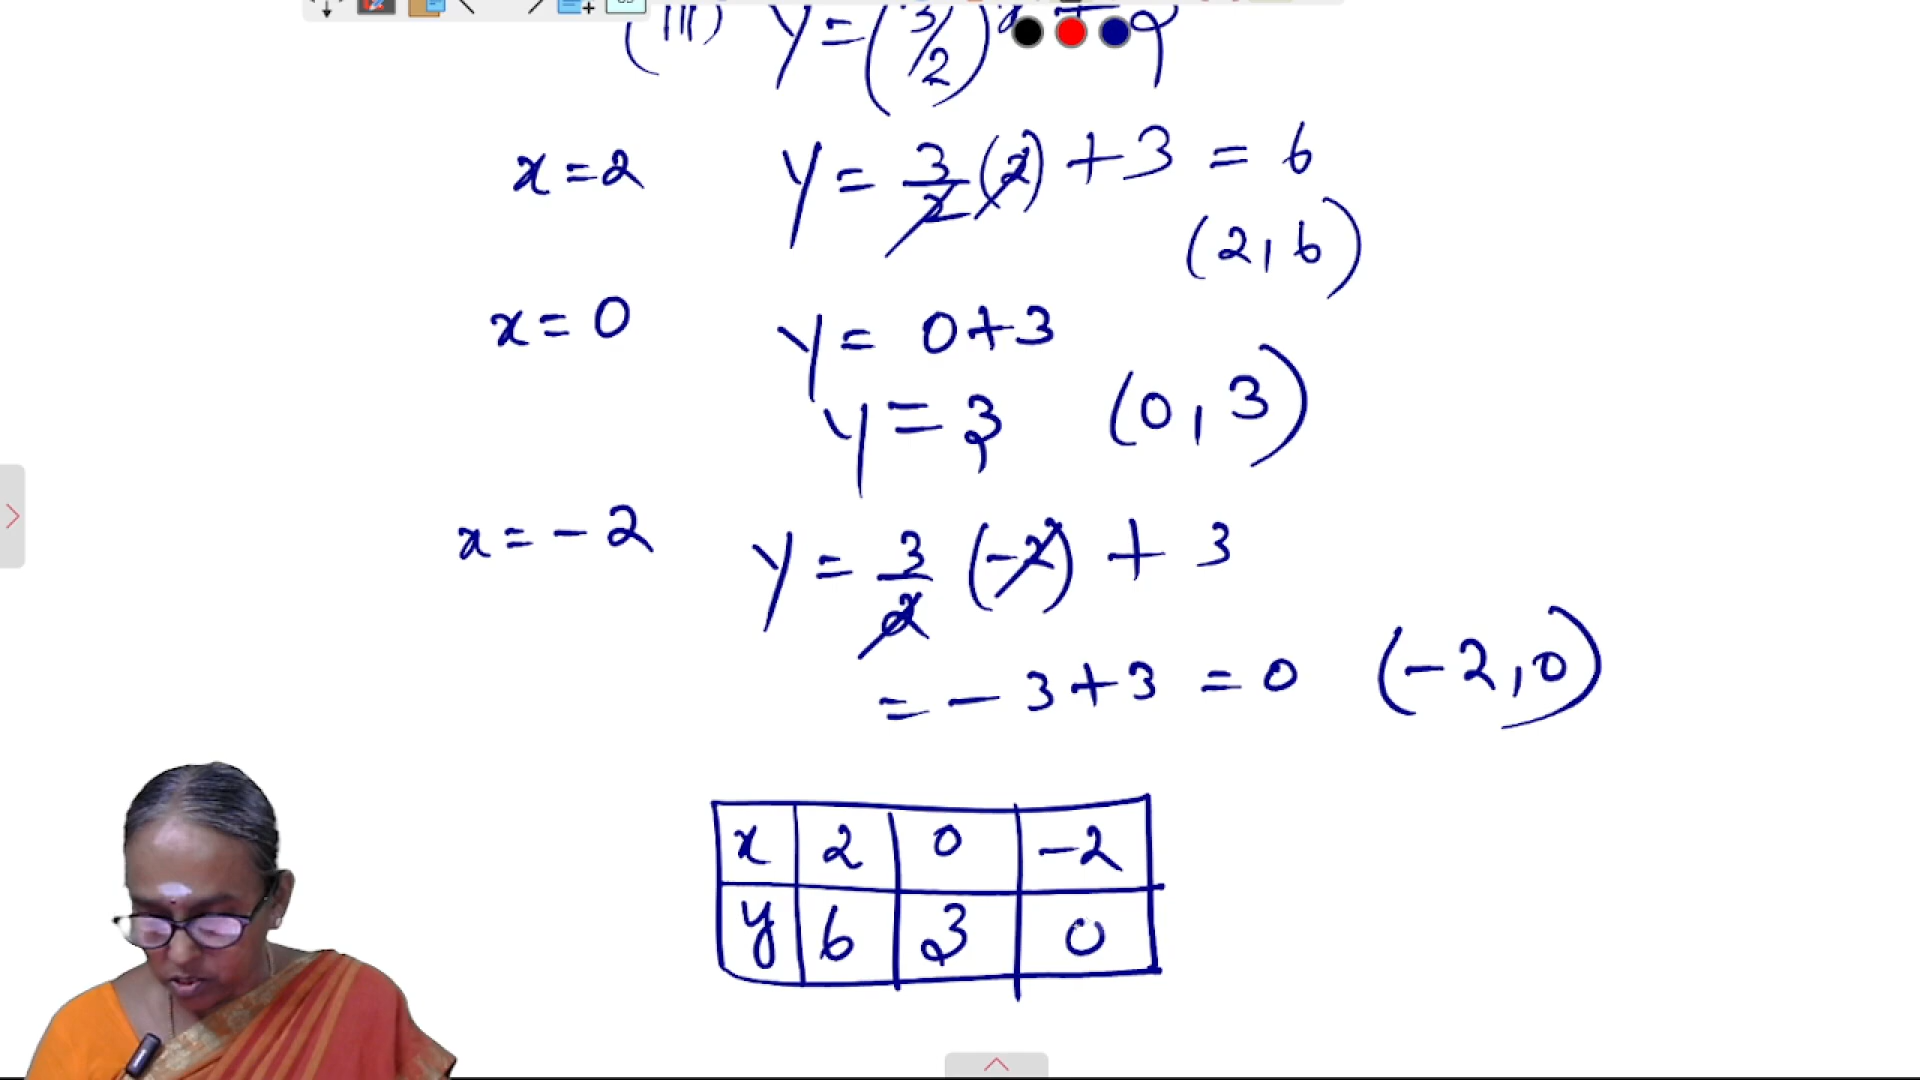 (iii) y = (3/2)x + 3
x = 2 y = 3/2 (2) + 3 = 6
(2, 6)
x = 0 y = 0 + 3
y = 3 (0, 3)
x = -2 y = 3/2 (-2) + 3
= - 3 + 3 = 0 (-2, 0)
x 2 0 -2
y 6 3 0